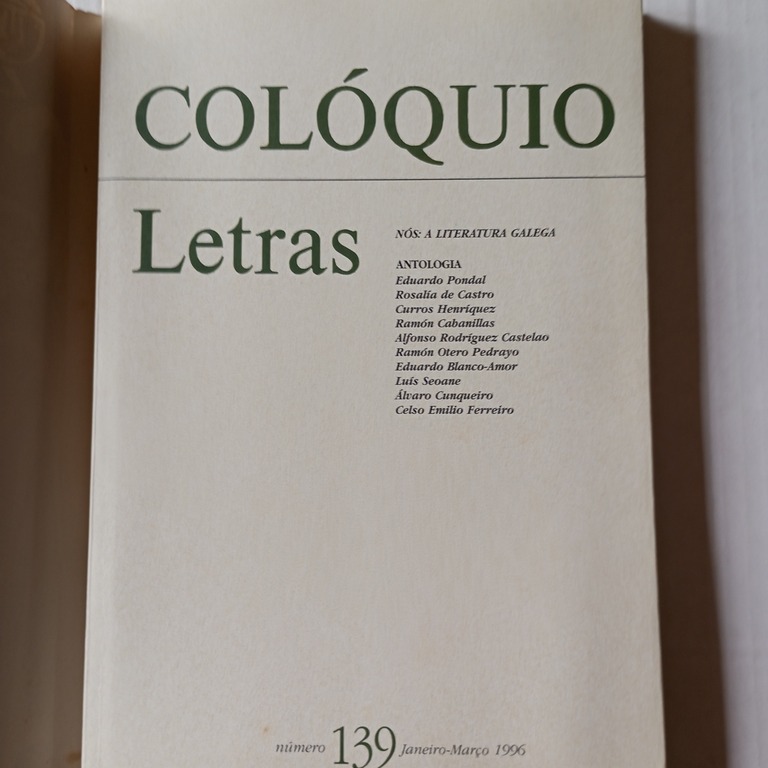 COLÓQUIO
Letras
NÓS: A LITERATURA GALEGA
ANTOLOGIA
Eduardo Pondal
Rosalía de Castro
Curros Henríquez
Ramón Cabanillas
Alfonso Rodríguez Castelao
Ramón Otero Pedrayo
Eduardo Blanco-Amor
Luís Seoane
Álvaro Cunqueiro
Celso Emilio Ferreiro
número 139 Janeiro-Março 1996